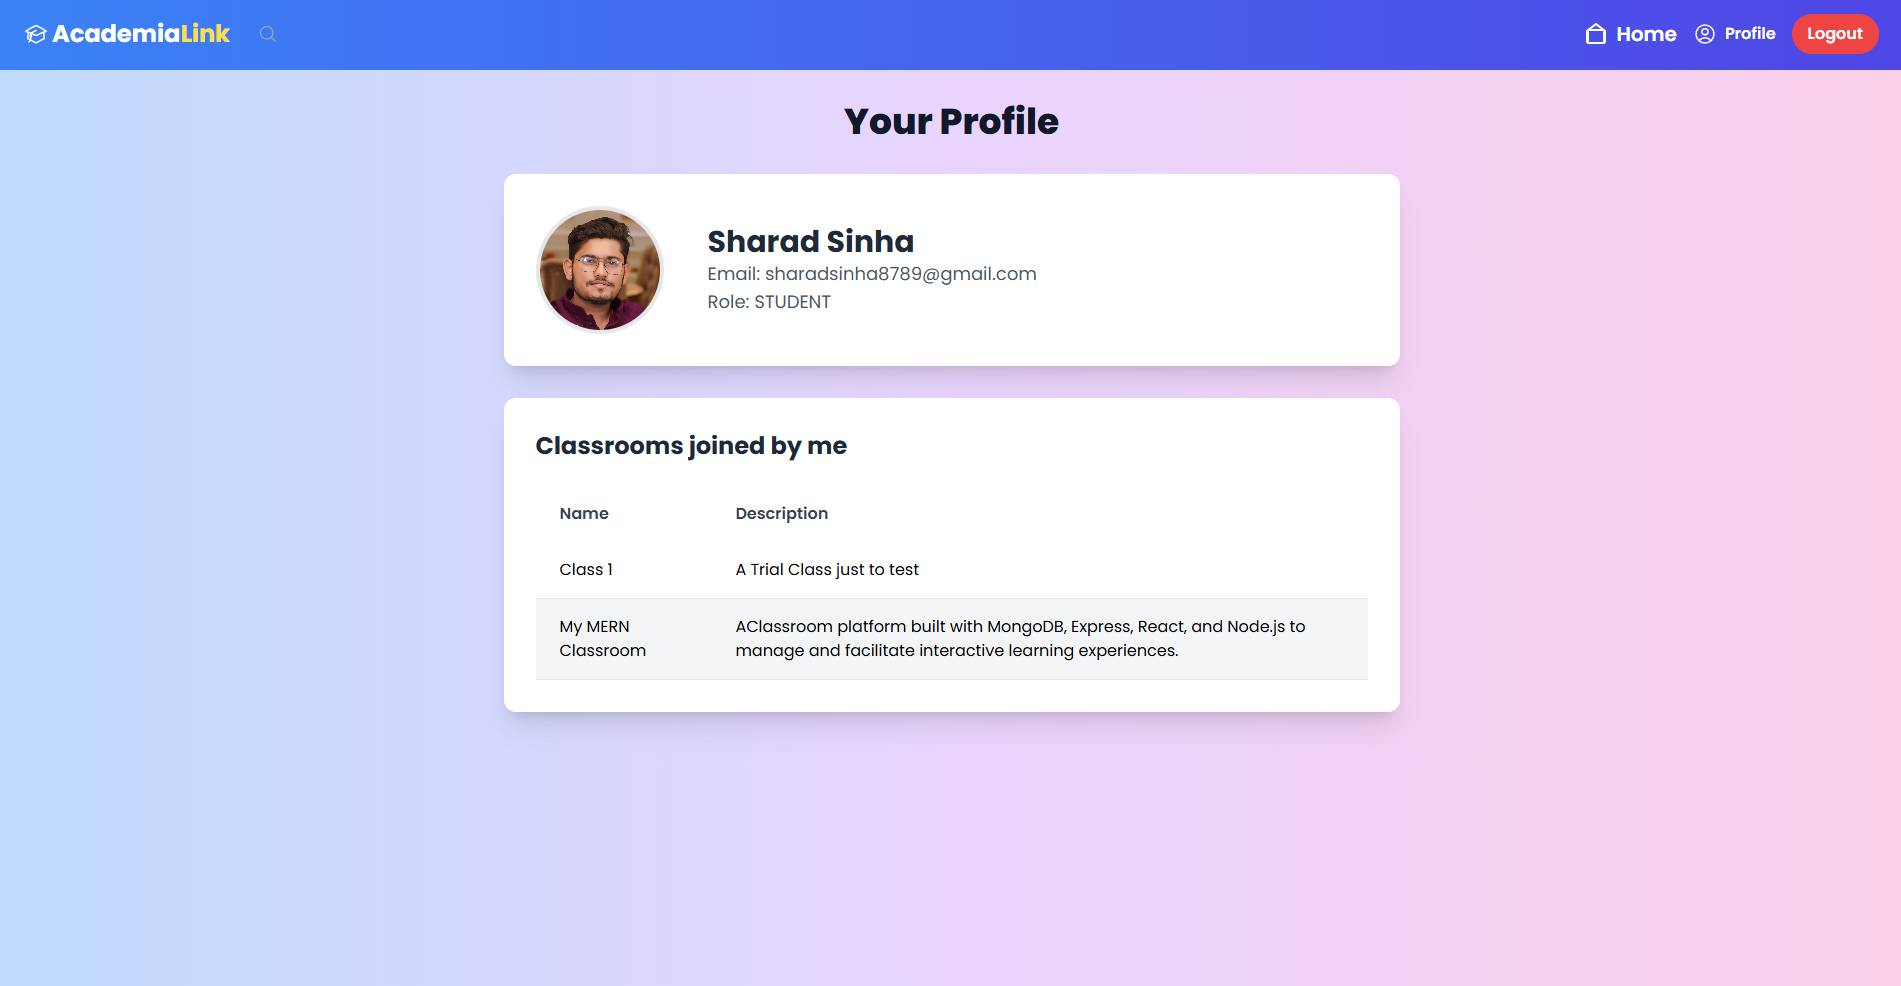 AcademiaLink
Home
Profile
Logout
Your Profile
Sharad Sinha
Email: sharadsinha8789@gmail.com
Role: STUDENT
Classrooms joined by me
Name Description
Class 1 A Trial Class just to test
My MERN
Classroom
AClassroom platform built with MongoDB, Express, React, and Node.js to
manage and facilitate interactive learning experiences.